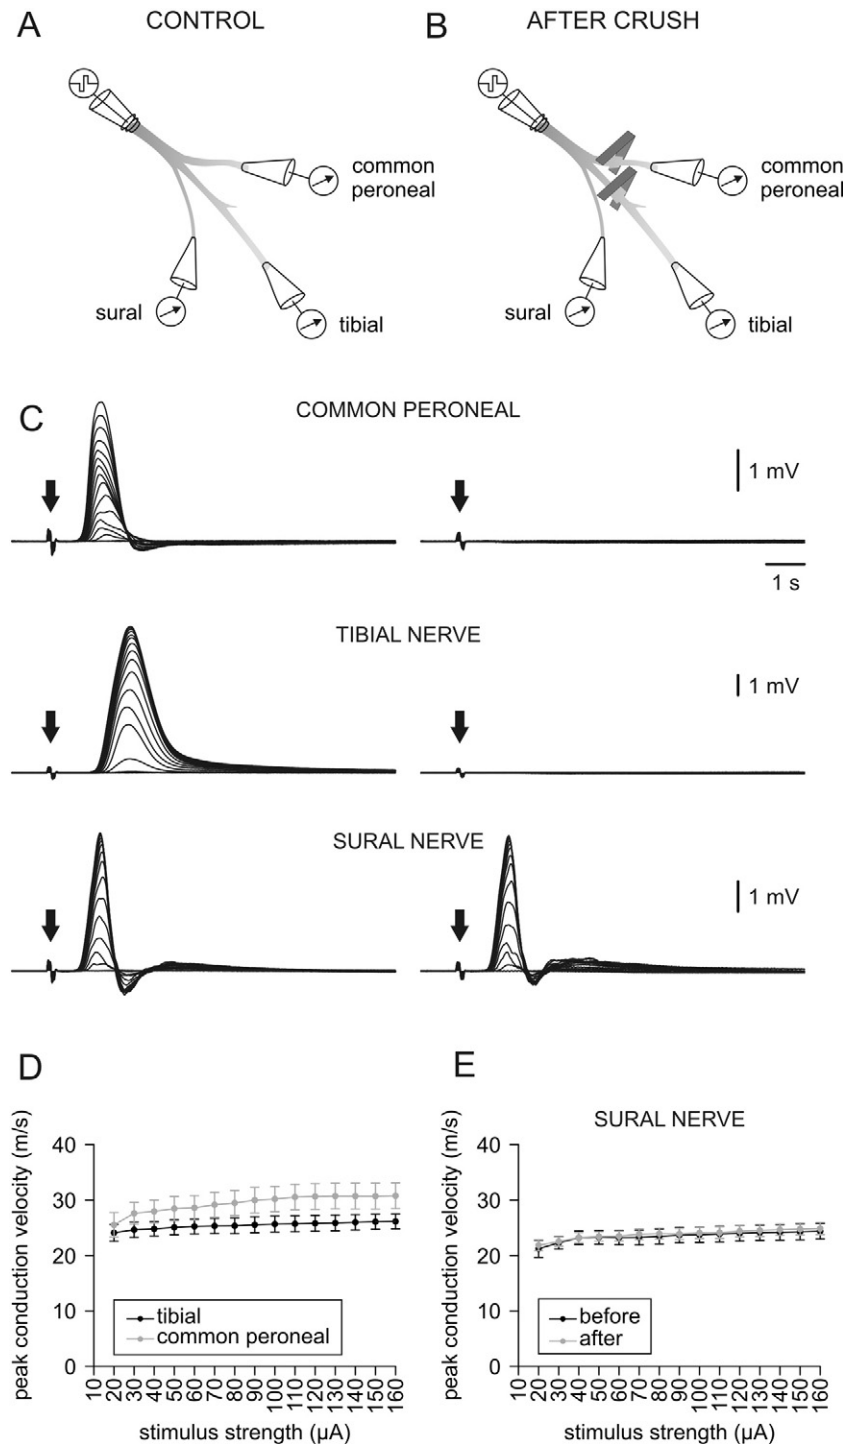 A
CONTROL
B
AFTER CRUSH
common
peroneal
sural
tibial
common
peroneal
sural
tibial
C
COMMON PERONEAL
1 mV
1 s
TIBIAL NERVE
1 mV
SURAL NERVE
1 mV
D
peak conduction velocity (m/s)
40
30
20
10
0
tibial
common peroneal
10 20 30 40 50 60 70 80 90 100 110 120 130 140 150 160
stimulus strength (µA)
E
SURAL NERVE
peak conduction velocity (m/s)
40
30
20
10
0
before
after
10 20 30 40 50 60 70 80 90 100 110 120 130 140 150 160
stimulus strength (µA)